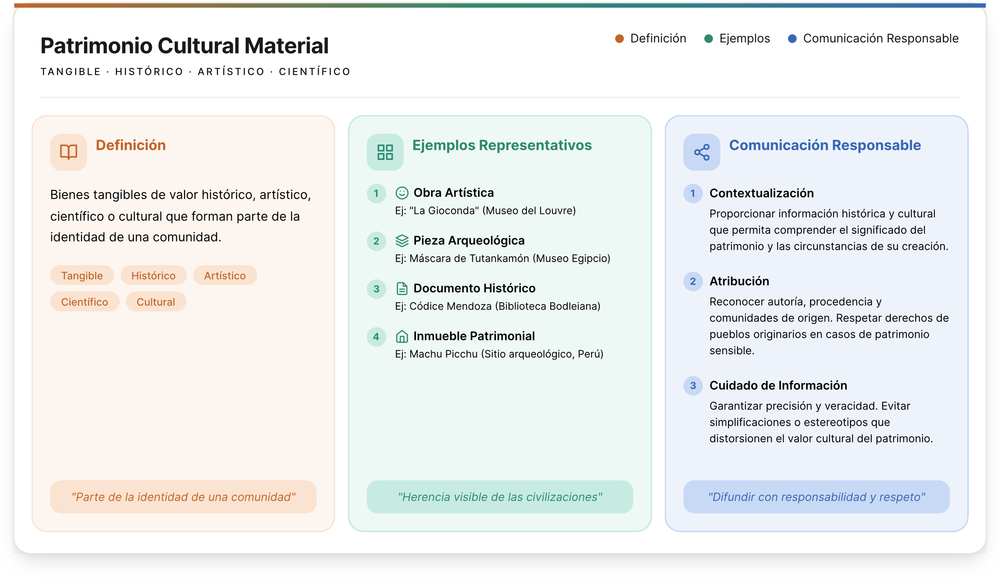 Patrimonio Cultural Material
TANGIBLE · HISTÓRICO · ARTÍSTICO · CIENTÍFICO
Definición
Ejemplos
Comunicación Responsable
Definición
Bienes tangibles de valor histórico, artístico,
científico o cultural que forman parte de la
identidad de una comunidad.
Tangible
Histórico
Artístico
Científico
Cultural
"Parte de la identidad de una comunidad"
Ejemplos Representativos
1 Obra Artística
Ej: "La Gioconda" (Museo del Louvre)
2 Pieza Arqueológica
Ej: Máscara de Tutankamón (Museo Egipcio)
3 Documento Histórico
Ej: Códice Mendoza (Biblioteca Bodleiana)
4 Inmueble Patrimonial
Ej: Machu Picchu (Sitio arqueológico, Perú)
"Herencia visible de las civilizaciones"
Comunicación Responsable
1 Contextualización
Proporcionar información histórica y cultural
que permita comprender el significado del
patrimonio y las circunstancias de su creación.
2 Atribución
Reconocer autoría, procedencia y
comunidades de origen. Respetar derechos de
pueblos originarios en casos de patrimonio
sensible.
3 Cuidado de Información
Garantizar precisión y veracidad. Evitar
simplificaciones o estereotipos que
distorsionen el valor cultural del patrimonio.
"Difundir con responsabilidad y respeto"